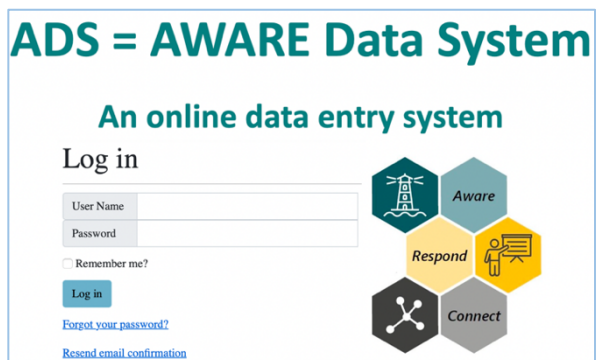 ADS = AWARE Data System
An online data entry system
Log in
User Name
Password
Remember me?
Log in
Forgot your password?
Resend email confirmation
Aware
Respond
Connect